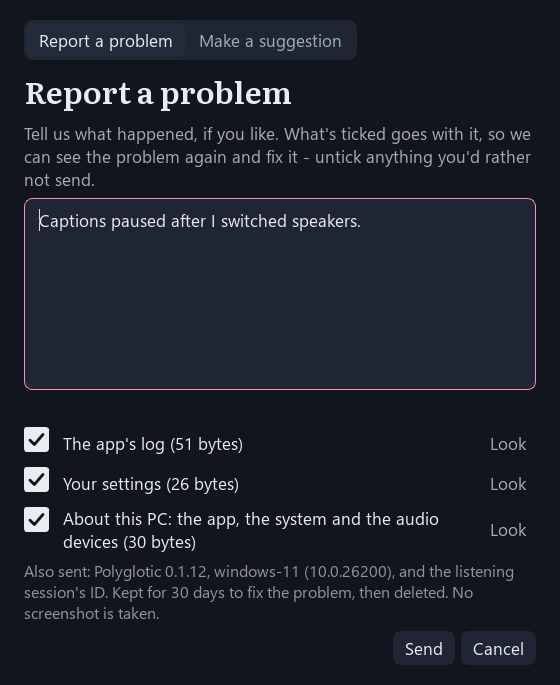 Report a problem
Make a suggestion
Report a problem
Tell us what happened, if you like. What's ticked goes with it, so we
can see the problem again and fix it - untick anything you'd rather
not send.
Captions paused after I switched speakers.
The app's log (51 bytes)
Look
Your settings (26 bytes)
Look
About this PC: the app, the system and the audio
devices (30 bytes)
Look
Also sent: Polyglotic 0.1.12, windows-11 (10.0.26200), and the listening
session's ID. Kept for 30 days to fix the problem, then deleted. No
screenshot is taken.
Send
Cancel